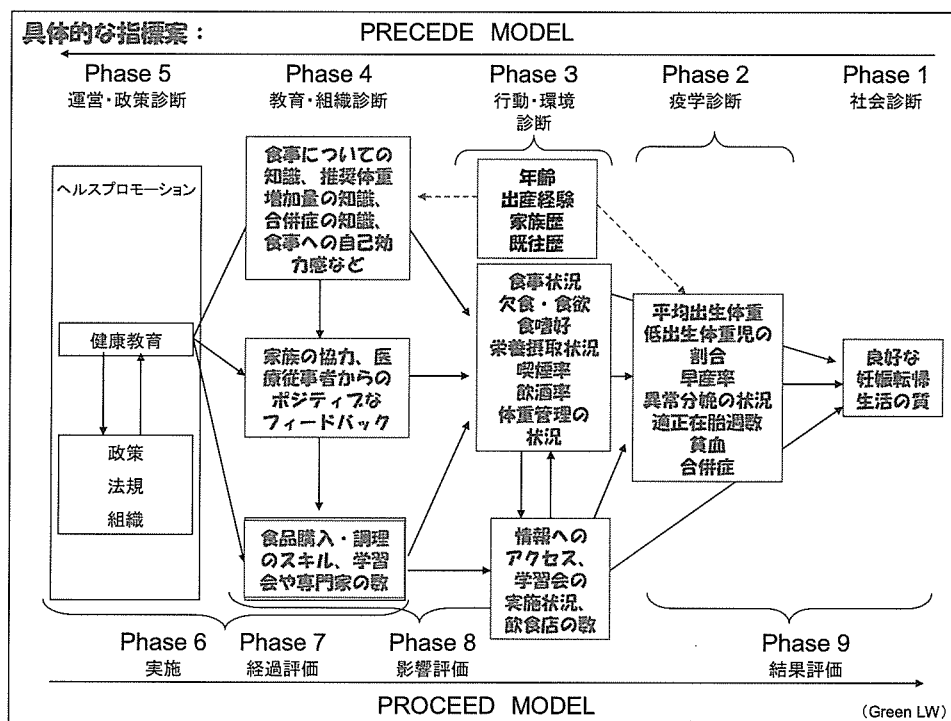 具体的な指標案：
PRECEDE MODEL
Phase 5
運営・政策診断
Phase 4
教育・組織診断
Phase 3
行動・環境
診断
Phase 2
疫学診断
Phase 1
社会診断
ヘルスプロモーション
健康教育
政策
法規
組織
食事についての
知識、推奨体重
増加量の知識、
合併症の知識、
食事への自己効
力感など
家族の協力、医
療従事者からの
ポジティブな
フィードバック
食品購入・調理
のスキル、学習
会や専門家の数
年齢
出産経験
家族歴
既往歴
食事状況
欠食・食欲
食嗜好
栄養摂取状況
喫煙率
飲酒率
体重管理の
状況
情報への
アクセス、
学習会の
実施状況、
飲食店の数
平均出生体重
低出生体重児の
割合
早産率
異常分娩の状況
適正在胎週数
貧血
合併症
良好な
妊娠転帰
生活の質
Phase 6
実施
Phase 7
経過評価
Phase 8
影響評価
Phase 9
結果評価
PROCEED MODEL
(Green LW)